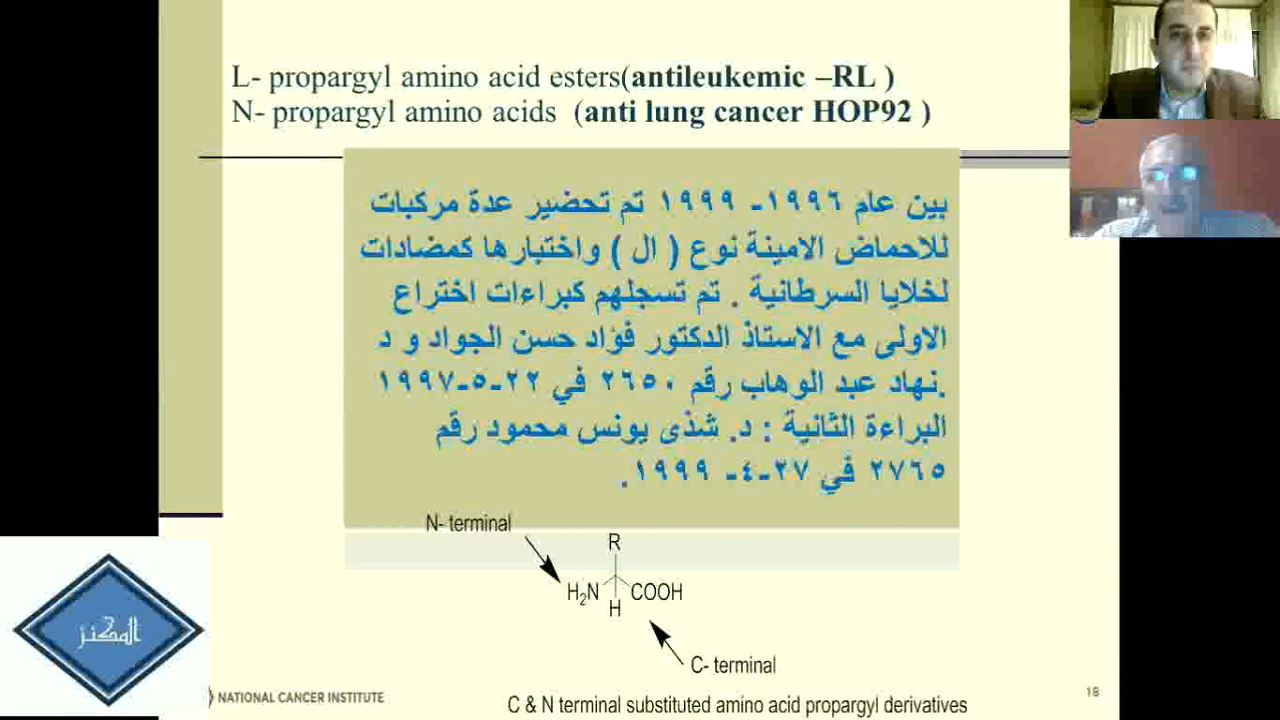 L- propargyl amino acid esters(antileukemic –RL )
N- propargyl amino acids (anti lung cancer HOP92 )
بين عام ١٩٩٦- ١٩٩٩ تم تحضير عدة مركبات
للاحماض الامينة نوع ( ال ) واختبارها كمضادات
لخلايا السرطانية . تم تسجلهم كبراءات اختراع
الاولى مع الاستاذ الدكتور فؤاد حسن الجواد و د
.نهاد عبد الوهاب رقم ٢٦٥٠ في ٢٢-٥-١٩٩٧
البراءة الثانية : د. شذى يونس محمود رقم
٢٧٦٥ في ٢٧-٤- ١٩٩٩.
N- terminal
R
H2N
COOH
H
C- terminal
C & N terminal substituted amino acid propargyl derivatives
المكنز
NATIONAL CANCER INSTITUTE
18